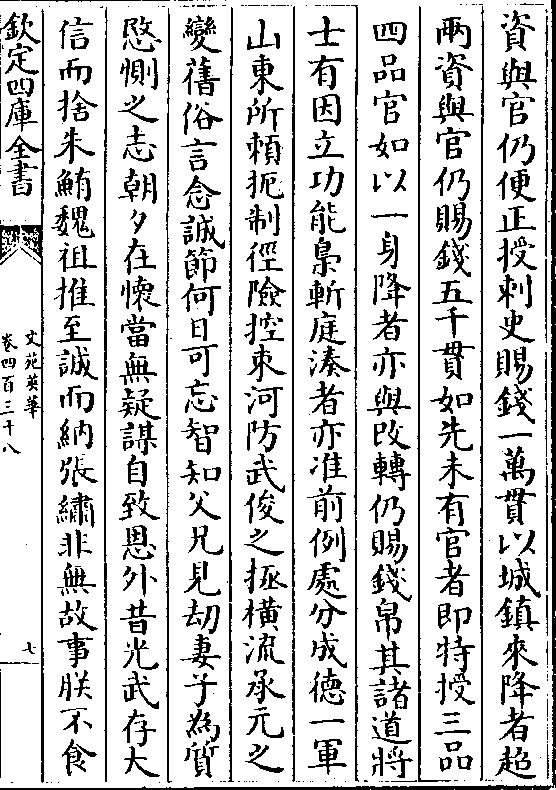 資與官仍便正授刺史賜錢一萬貫以城鎮來降者超
兩資與官仍賜錢五千貫如先未有官者即特授三品
四品官如以一身降者亦與改轉仍賜錢帛其諸道將
士有因立功能梟斬庭湊者亦准前例處分成德一軍
山東所頼扼制徑險控束河防武俊之拯橫流承元之
變舊俗言念誠節何日可忘智知父兄見刼妻子為質
愍惻之志朝夕在懐當無疑謀自致恩外昔光武存大
信而捨朱鮪魏祖推至誠而納張繡非無故事朕不食
欽定四庫全書
文苑英華
卷四百三十八
七